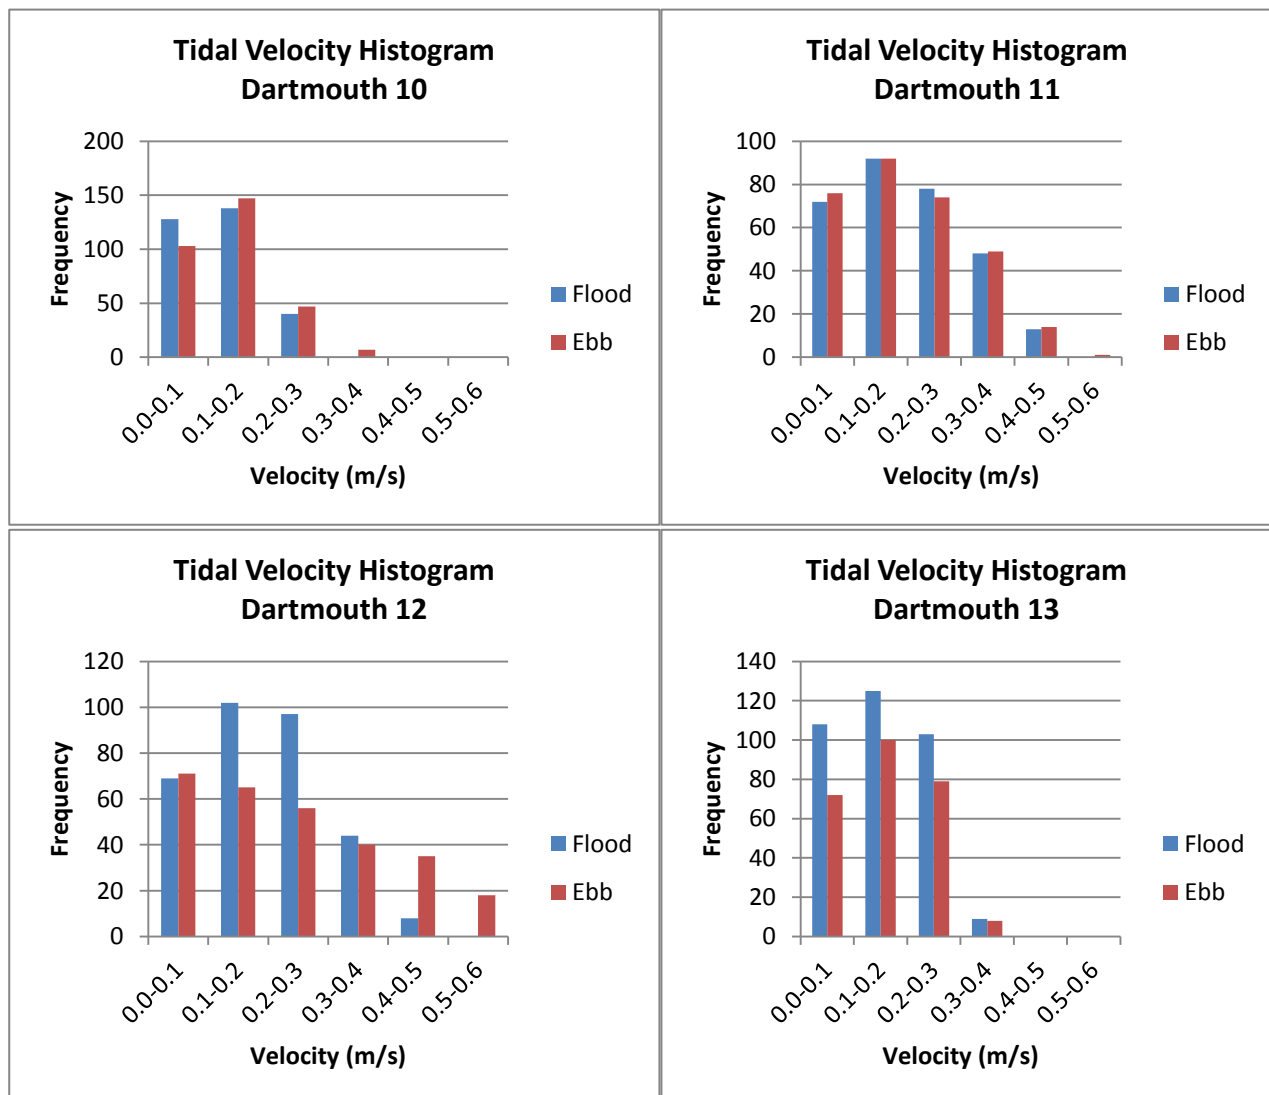 Tidal Velocity Histogram
Dartmouth 10
200
150
100
50
0
Frequency
0.0-0.1
0.1-0.2
0.2-0.3
0.3-0.4
0.4-0.5
0.5-0.6
Velocity (m/s)
Flood
Ebb
Tidal Velocity Histogram
Dartmouth 11
100
80
60
40
20
0
Frequency
0.0-0.1
0.1-0.2
0.2-0.3
0.3-0.4
0.4-0.5
0.5-0.6
Velocity (m/s)
Flood
Ebb
Tidal Velocity Histogram
Dartmouth 12
120
100
80
60
40
20
0
Frequency
0.0-0.1
0.1-0.2
0.2-0.3
0.3-0.4
0.4-0.5
0.5-0.6
Velocity (m/s)
Flood
Ebb
Tidal Velocity Histogram
Dartmouth 13
140
120
100
80
60
40
20
0
Frequency
0.0-0.1
0.1-0.2
0.2-0.3
0.3-0.4
0.4-0.5
0.5-0.6
Velocity (m/s)
Flood
Ebb